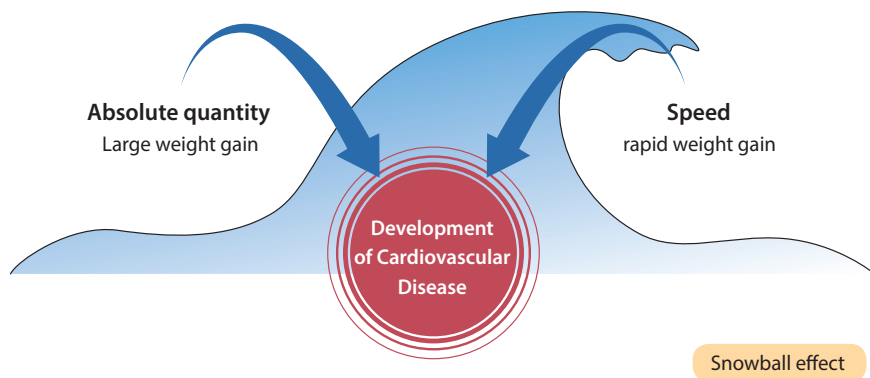 Absolute quantity
Large weight gain
Speed
rapid weight gain
Development
of Cardiovascular
Disease
Snowball effect